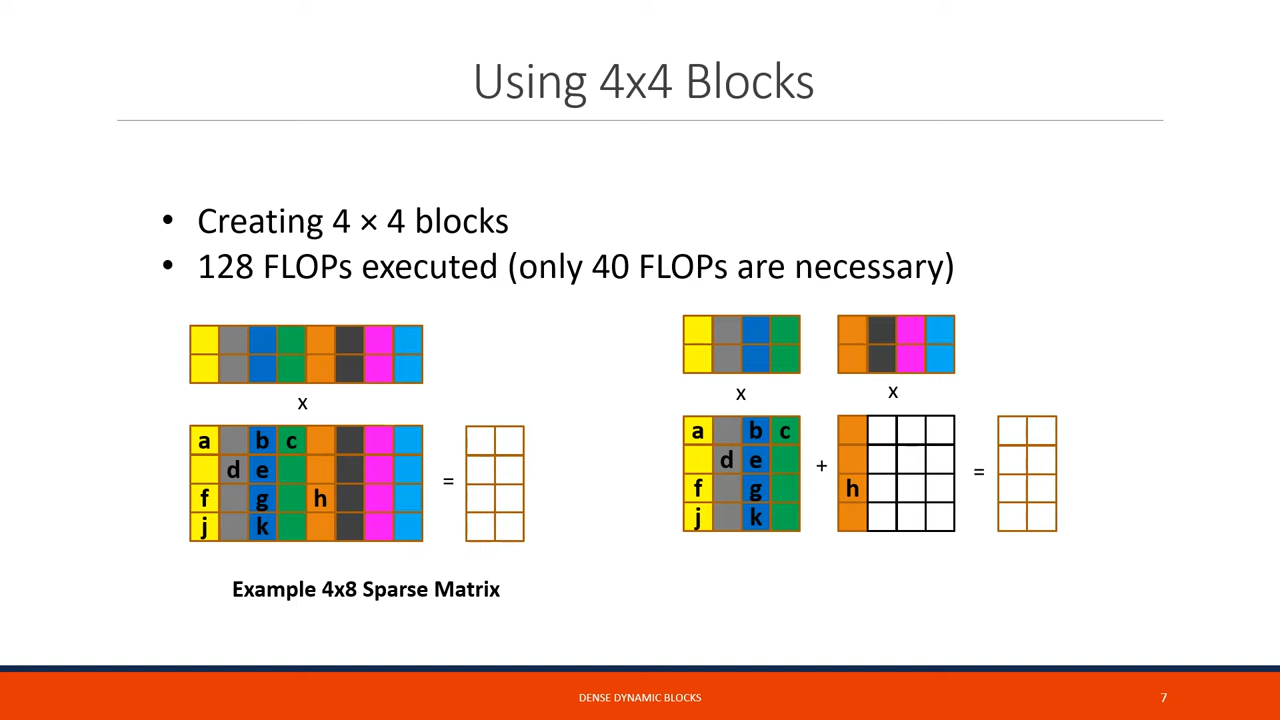 Using 4x4 Blocks
• Creating 4 × 4 blocks
• 128 FLOPs executed (only 40 FLOPs are necessary)
x
a b c
d e
f g h
j k
=
Example 4x8 Sparse Matrix
x x
a b c
d e
f g
j k
+
h
=
DENSE DYNAMIC BLOCKS
7